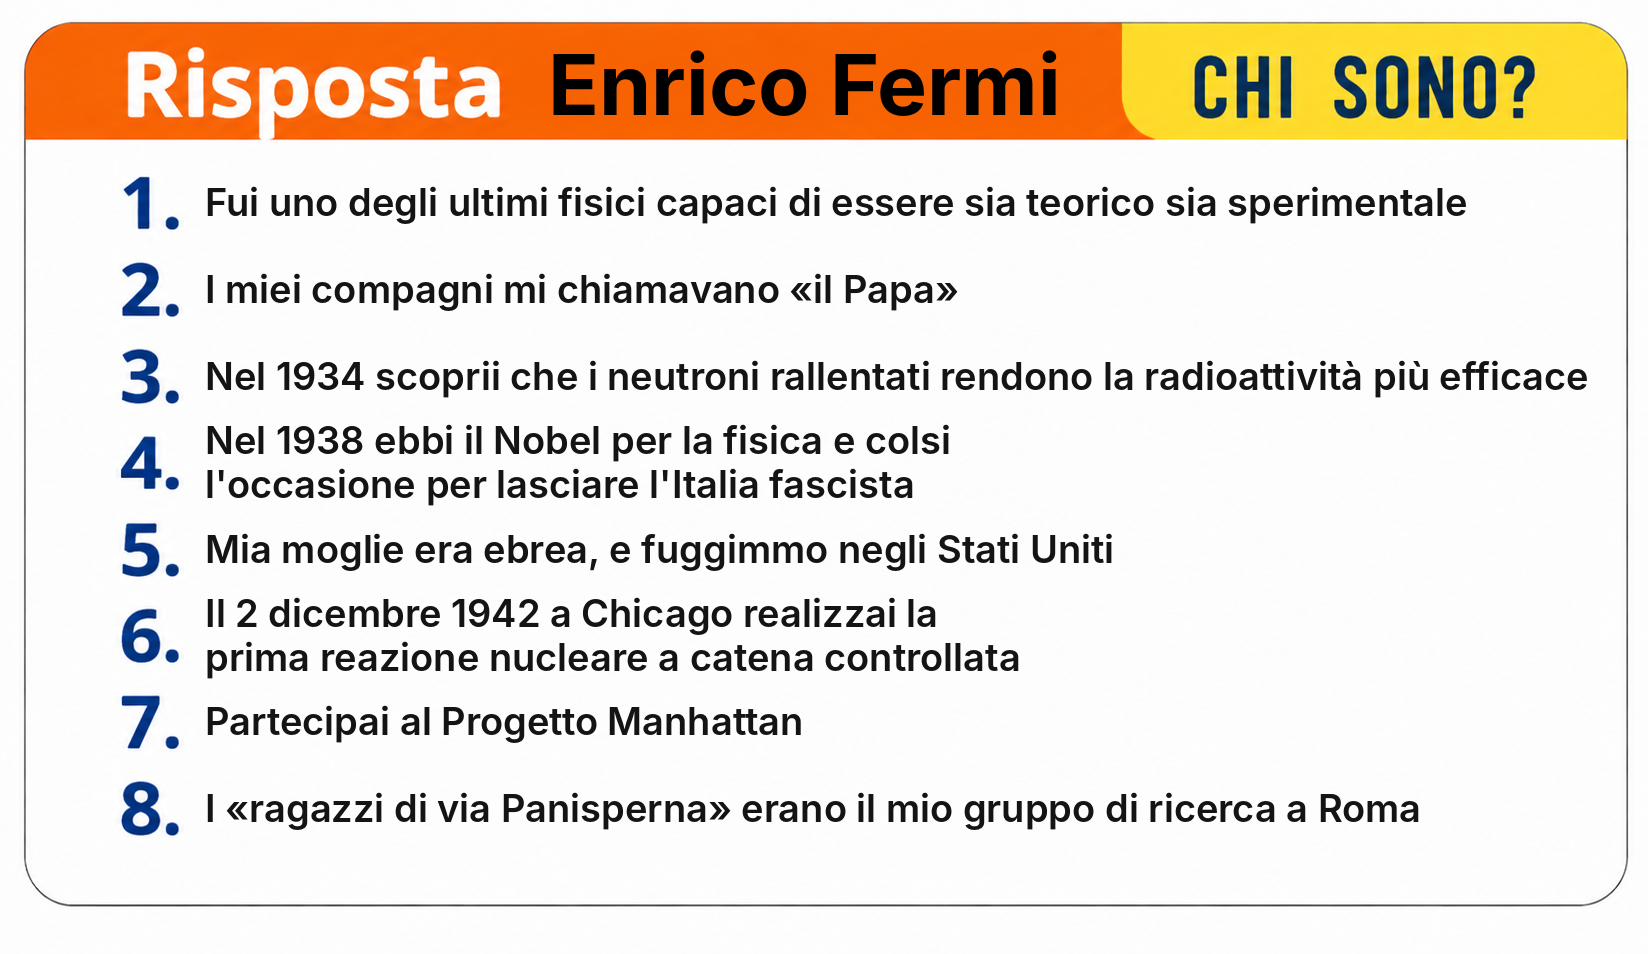 Risposta Enrico Fermi CHI SONO?
1. Fui uno degli ultimi fisici capaci di essere sia teorico sia sperimentale
2. I miei compagni mi chiamavano «il Papa»
3. Nel 1934 scoprii che i neutroni rallentati rendono la radioattività più efficace
4. Nel 1938 ebbi il Nobel per la fisica e colsi
l'occasione per lasciare l'Italia fascista
5. Mia moglie era ebrea, e fuggimmo negli Stati Uniti
6. Il 2 dicembre 1942 a Chicago realizzai la
prima reazione nucleare a catena controllata
7. Partecipai al Progetto Manhattan
8. I «ragazzi di via Panisperna» erano il mio gruppo di ricerca a Roma